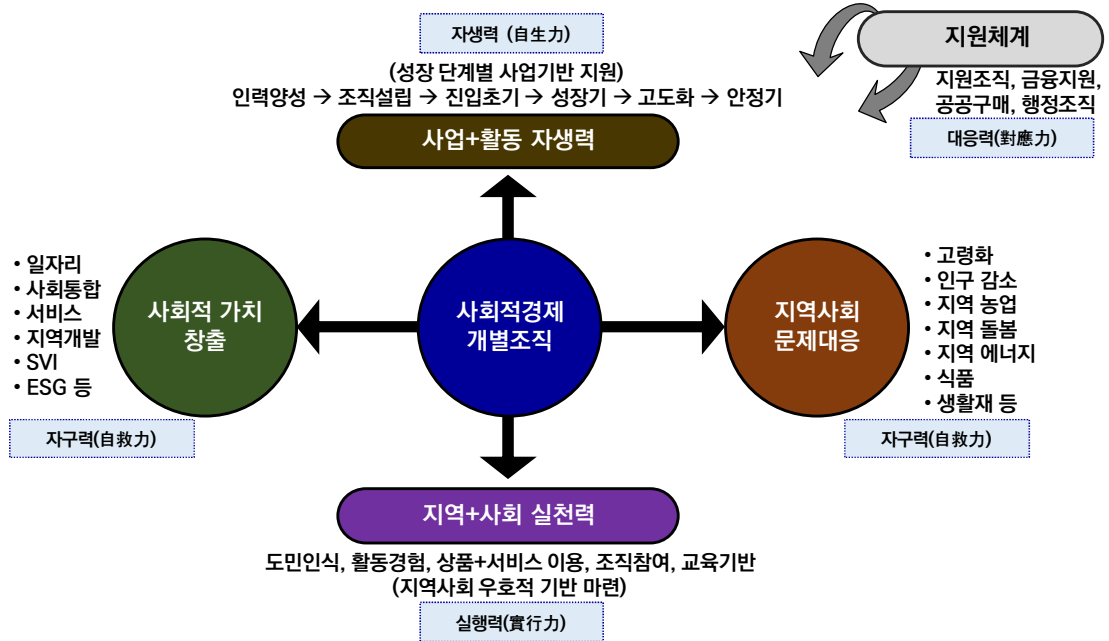 자생력 (自生力)
(성장 단계별 사업기반 지원)
인력양성 → 조직설립 → 진입초기 → 성장기 → 고도화 → 안정기
사업+활동 자생력
지원체계
지원조직, 금융지원,
공공구매, 행정조직
대응력(對應力)
• 일자리
• 사회통합
• 서비스
• 지역개발
• SVI
• ESG 등
자구력(自救力)
사회적 가치
창출
사회적경제
개별조직
지역사회
문제대응
• 고령화
• 인구 감소
• 지역 농업
• 지역 돌봄
• 지역 에너지
• 식품
• 생활재 등
자구력(自救力)
지역+사회 실천력
도민인식, 활동경험, 상품+서비스 이용, 조직참여, 교육기반
(지역사회 우호적 기반 마련)
실행력(實行力)